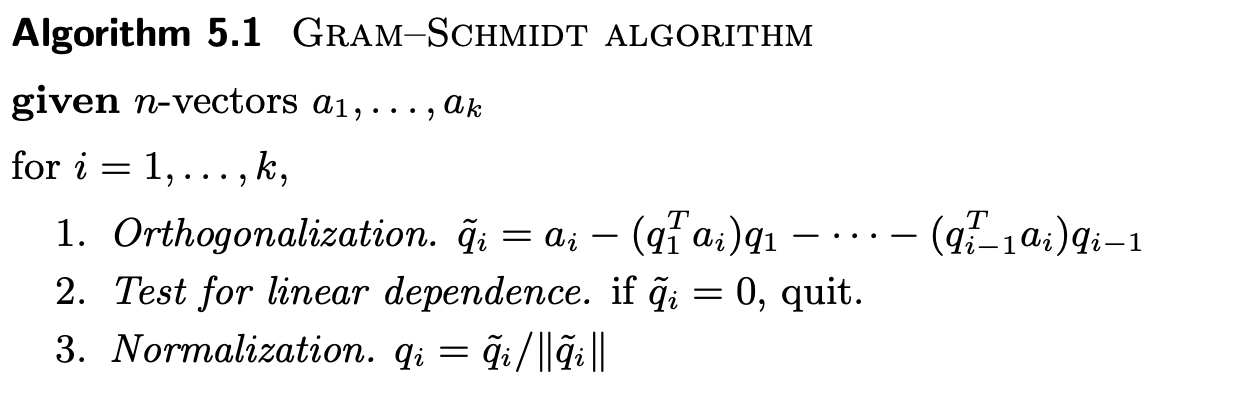 Algorithm 5.1 GRAM–SCHMIDT ALGORITHM
given n-vectors a₁, . . . , aₖ
for i = 1, . . . , k,
1. Orthogonalization. q̃ᵢ = aᵢ − (q₁ᵀaᵢ)q₁ − · · · − (qᵢ₋₁ᵀaᵢ)qᵢ₋₁
2. Test for linear dependence. if q̃ᵢ = 0, quit.
3. Normalization. qᵢ = q̃ᵢ/‖q̃ᵢ‖